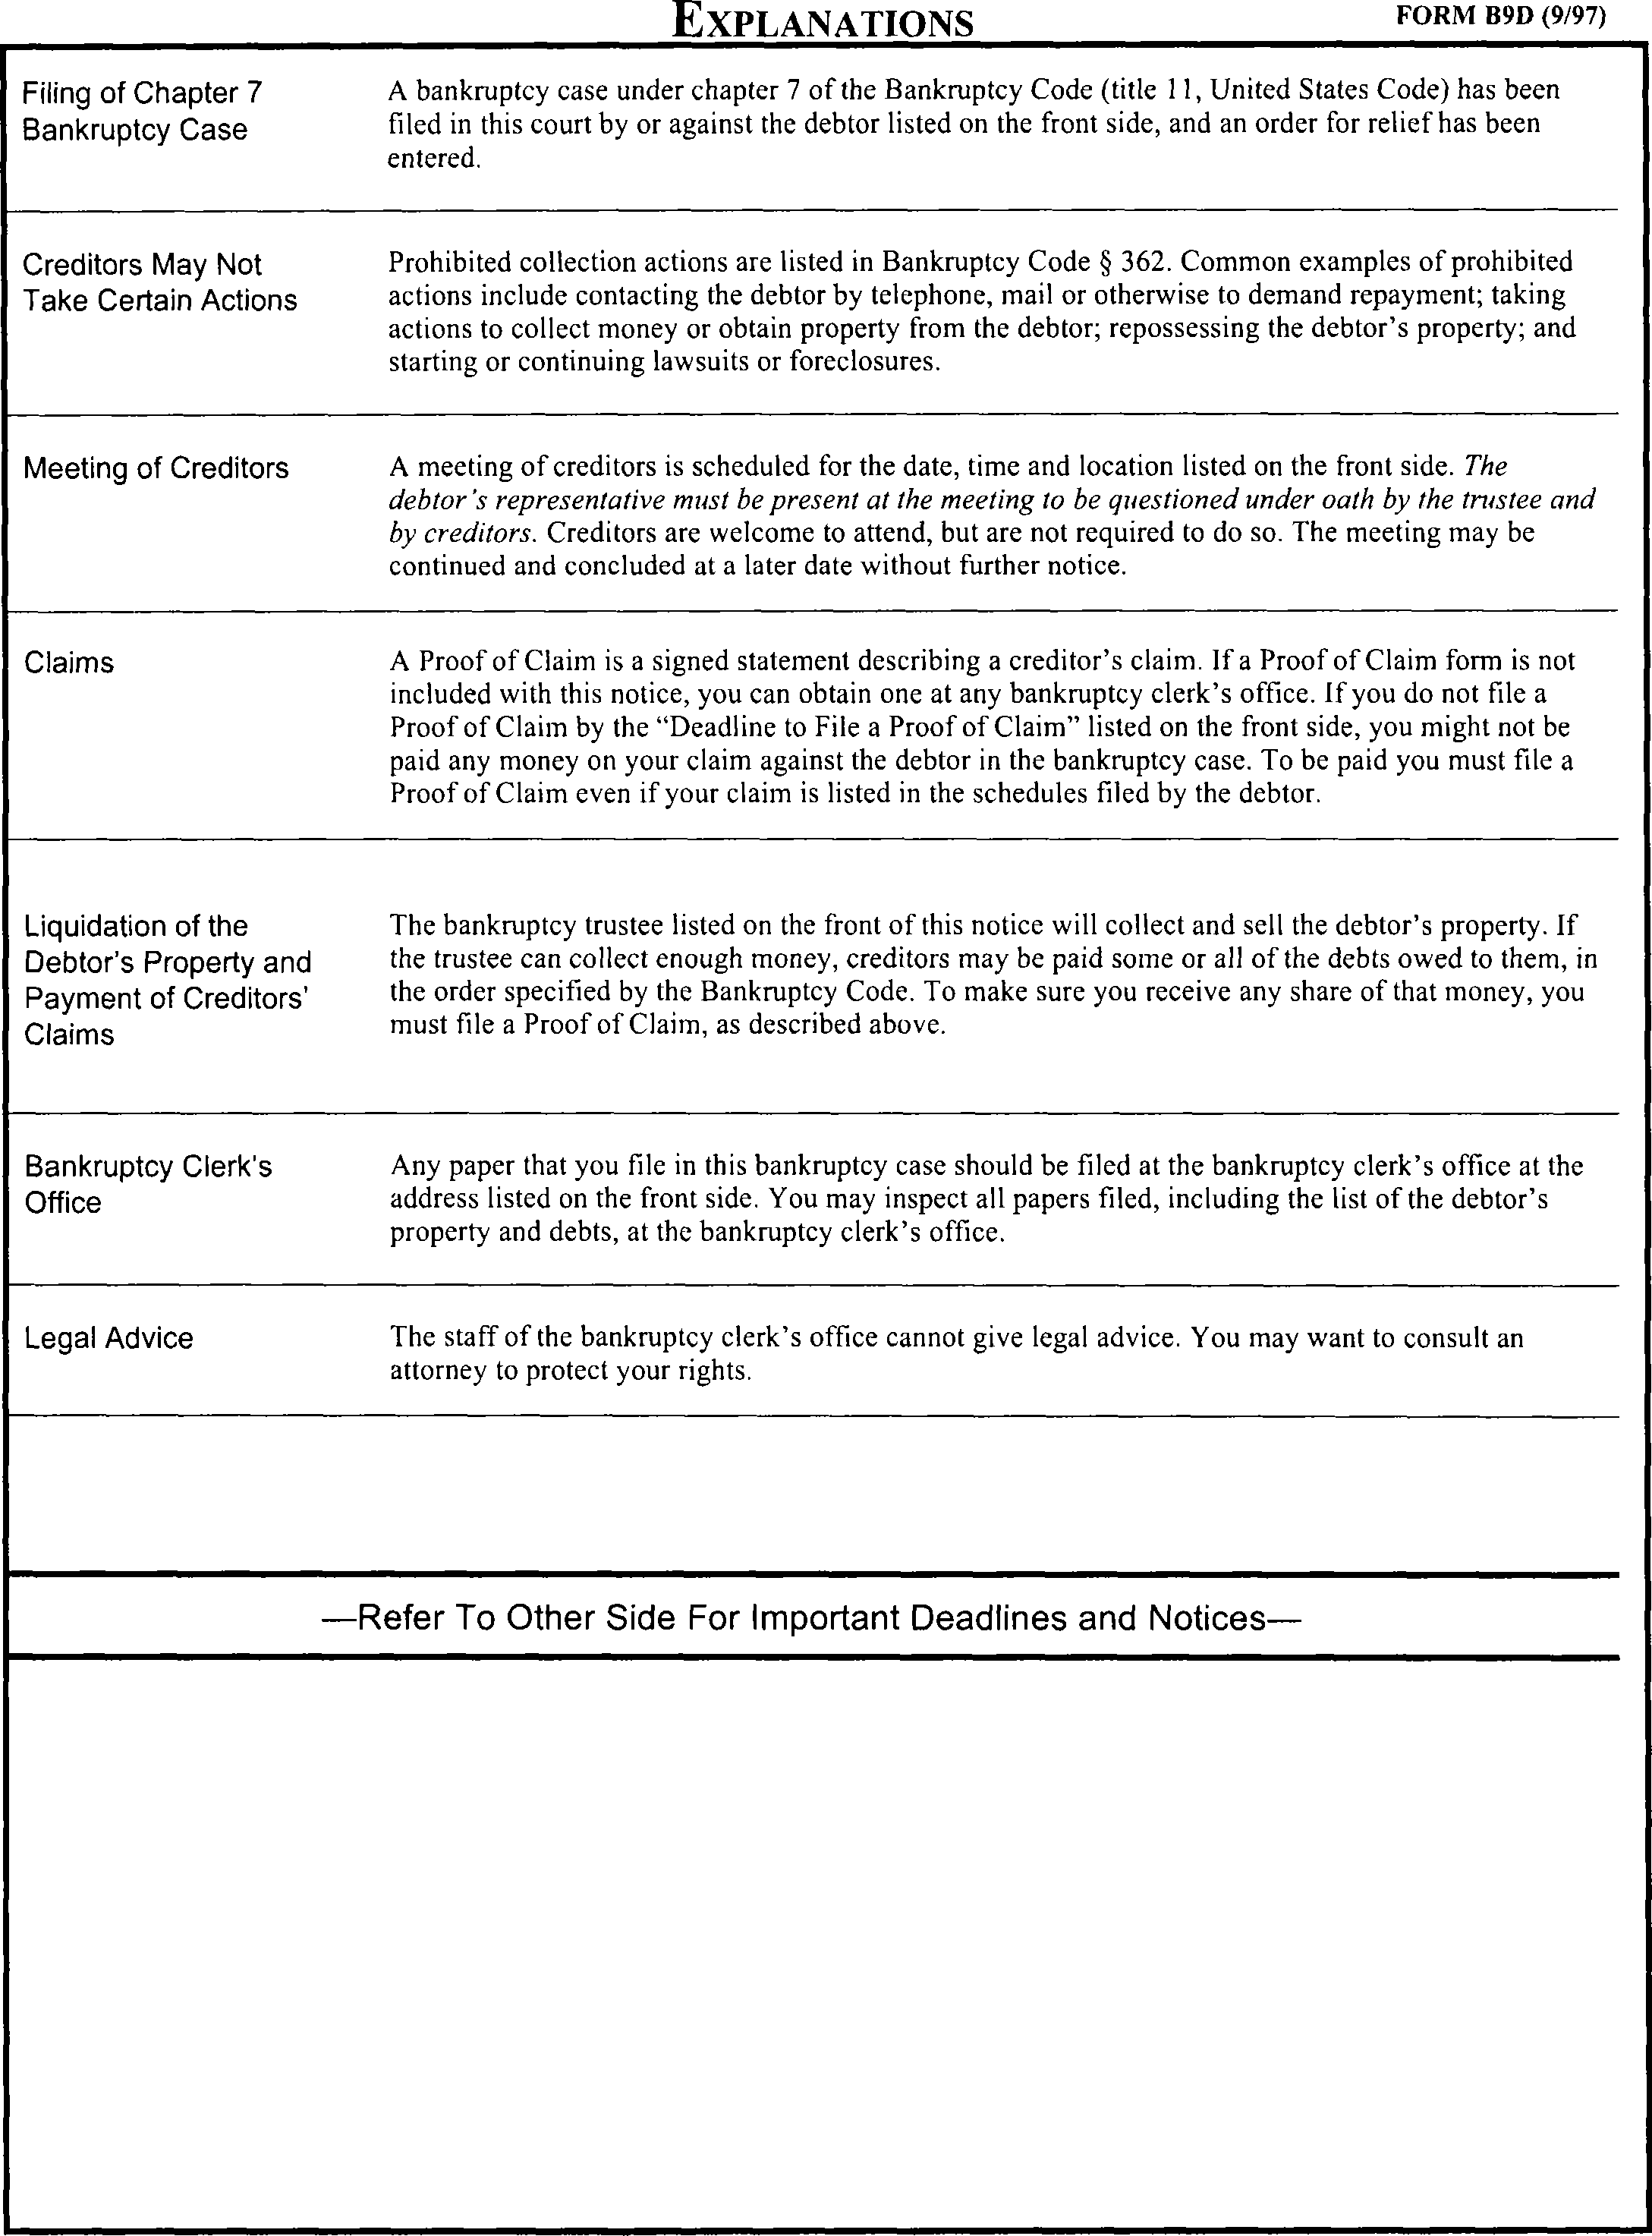 EXPLANATIONS
FORM B9D (9/97)
Filing of Chapter 7
Bankruptcy Case
A bankruptcy case under chapter 7 of the Bankruptcy Code (title 11, United States Code) has been
filed in this court by or against the debtor listed on the front side, and an order for relief has been
entered.
Creditors May Not
Take Certain Actions
Prohibited collection actions are listed in Bankruptcy Code § 362. Common examples of prohibited
actions include contacting the debtor by telephone, mail or otherwise to demand repayment; taking
actions to collect money or obtain property from the debtor; repossessing the debtor's property; and
starting or continuing lawsuits or foreclosures.
Meeting of Creditors
A meeting of creditors is scheduled for the date, time and location listed on the front side. The
debtor's representative must be present at the meeting to be questioned under oath by the trustee and
by creditors. Creditors are welcome to attend, but are not required to do so. The meeting may be
continued and concluded at a later date without further notice.
Claims
A Proof of Claim is a signed statement describing a creditor's claim. If a Proof of Claim form is not
included with this notice, you can obtain one at any bankruptcy clerk's office. If you do not file a
Proof of Claim by the “Deadline to File a Proof of Claim” listed on the front side, you might not be
paid any money on your claim against the debtor in the bankruptcy case. To be paid you must file a
Proof of Claim even if your claim is listed in the schedules filed by the debtor.
Liquidation of the
Debtor's Property and
Payment of Creditors'
Claims
The bankruptcy trustee listed on the front of this notice will collect and sell the debtor's property. If
the trustee can collect enough money, creditors may be paid some or all of the debts owed to them, in
the order specified by the Bankruptcy Code. To make sure you receive any share of that money, you
must file a Proof of Claim, as described above.
Bankruptcy Clerk's
Office
Any paper that you file in this bankruptcy case should be filed at the bankruptcy clerk's office at the
address listed on the front side. You may inspect all papers filed, including the list of the debtor's
property and debts, at the bankruptcy clerk's office.
Legal Advice
The staff of the bankruptcy clerk's office cannot give legal advice. You may want to consult an
attorney to protect your rights.
—Refer To Other Side For Important Deadlines and Notices—